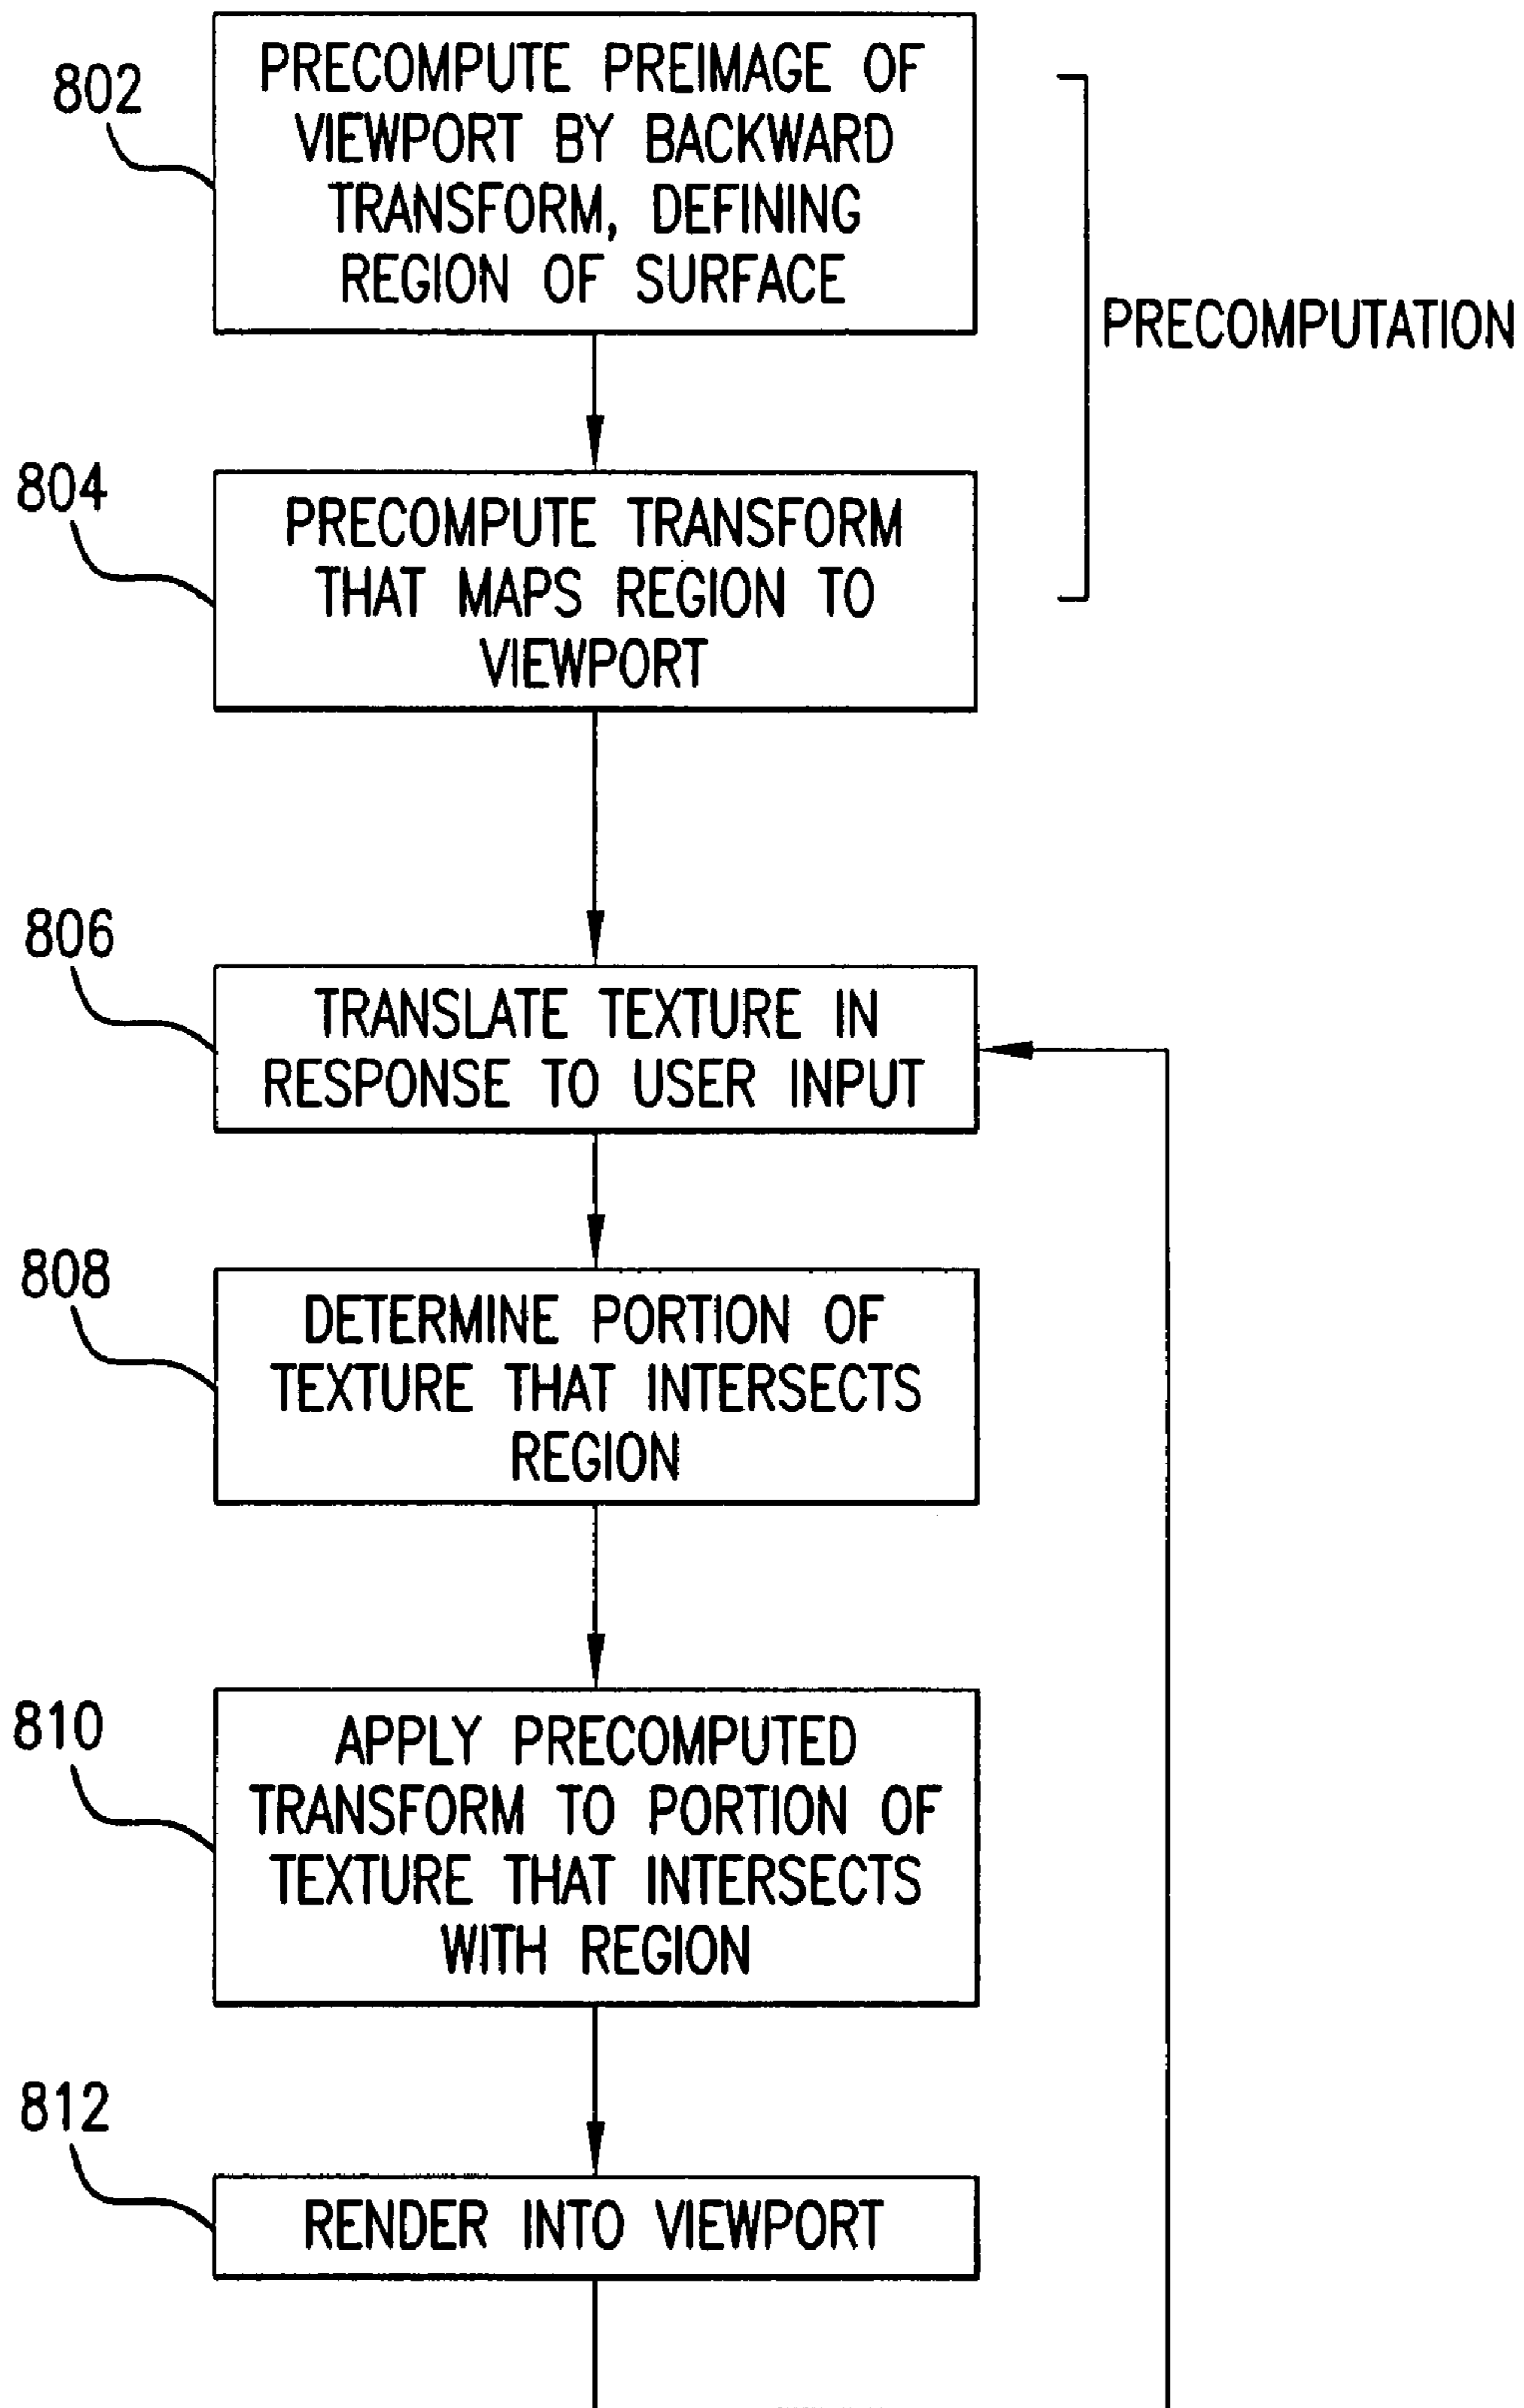 802
PRECOMPUTE PREIMAGE OF
VIEWPORT BY BACKWARD
TRANSFORM, DEFINING
REGION OF SURFACE
PRECOMPUTATION
804
PRECOMPUTE TRANSFORM
THAT MAPS REGION TO
VIEWPORT
806
TRANSLATE TEXTURE IN
RESPONSE TO USER INPUT
808
DETERMINE PORTION OF
TEXTURE THAT INTERSECTS
REGION
810
APPLY PRECOMPUTED
TRANSFORM TO PORTION OF
TEXTURE THAT INTERSECTS
WITH REGION
812
RENDER INTO VIEWPORT